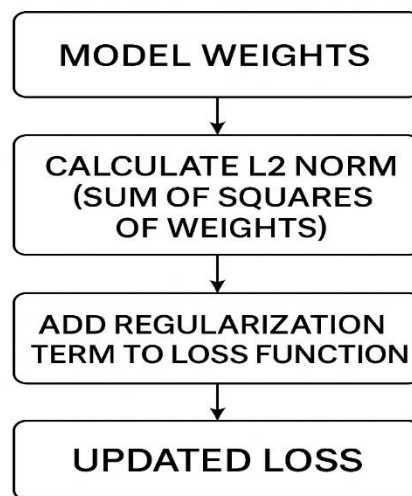 MODEL WEIGHTS
CALCULATE L2 NORM
(SUM OF SQUARES
OF WEIGHTS)
ADD REGULARIZATION
TERM TO LOSS FUNCTION
UPDATED LOSS